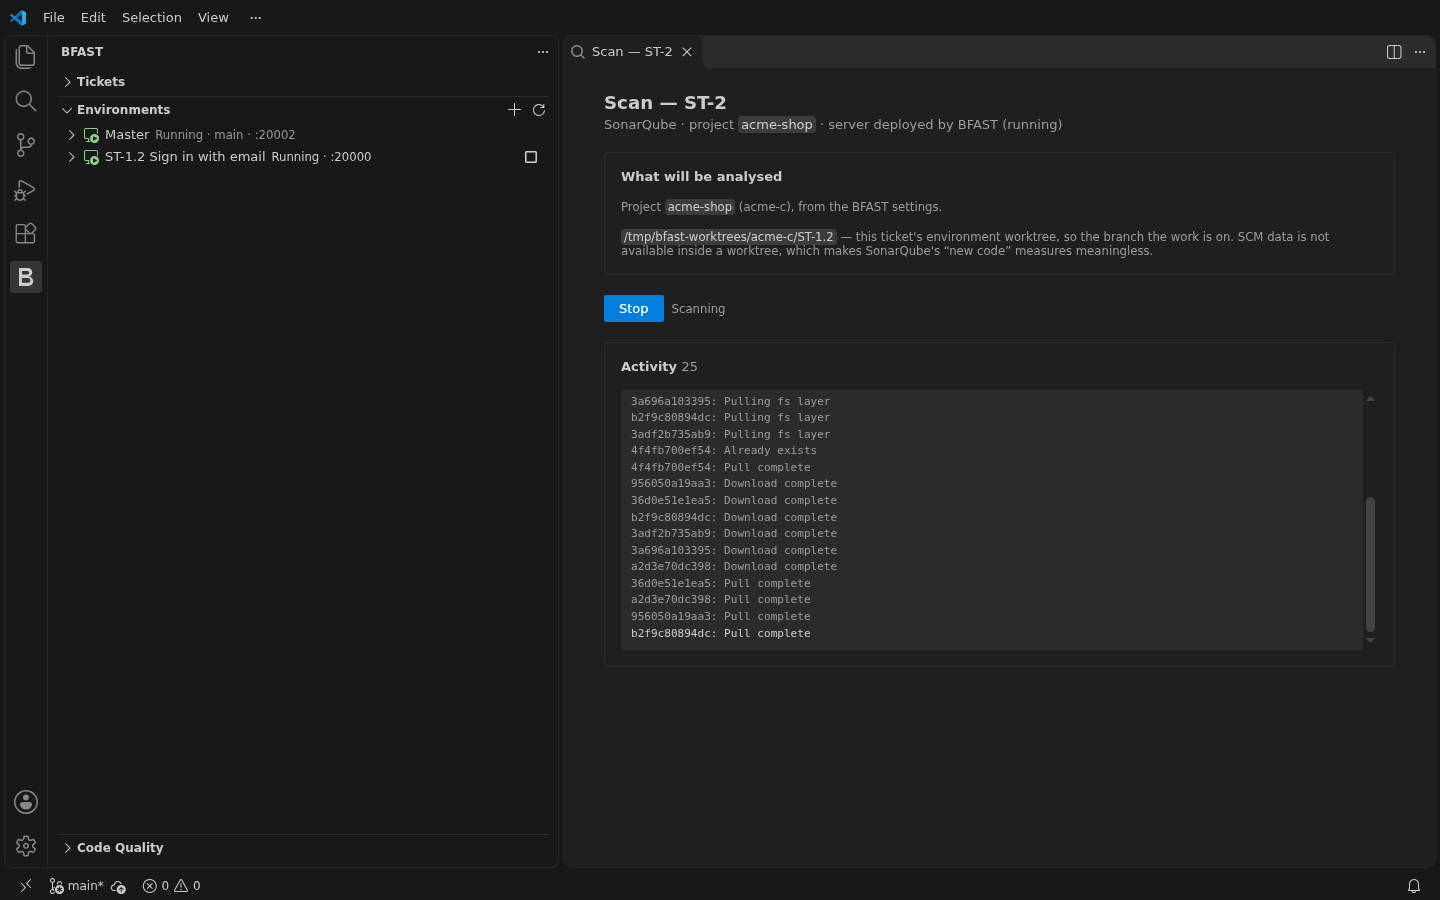 File Edit Selection View ···
BFAST
Tickets
Environments
Master Running · main · :20002
ST-1.2 Sign in with email Running · :20000
Code Quality
Scan — ST-2
Scan — ST-2
SonarQube · project acme-shop · server deployed by BFAST (running)
What will be analysed
Project acme-shop (acme-c), from the BFAST settings.
/tmp/bfast-worktrees/acme-c/ST-1.2 — this ticket's environment worktree, so the branch the work is on. SCM data is not
available inside a worktree, which makes SonarQube's “new code” measures meaningless.
Stop Scanning
Activity 25
3a696a103395: Pulling fs layer
b2f9c80894dc: Pulling fs layer
3adf2b735ab9: Pulling fs layer
4f4fb700ef54: Already exists
4f4fb700ef54: Pull complete
956050a19aa3: Download complete
36d0e51e1ea5: Download complete
b2f9c80894dc: Download complete
3adf2b735ab9: Download complete
3a696a103395: Download complete
a2d3e70dc398: Download complete
36d0e51e1ea5: Pull complete
a2d3e70dc398: Pull complete
956050a19aa3: Pull complete
b2f9c80894dc: Pull complete
B
main* 0 0